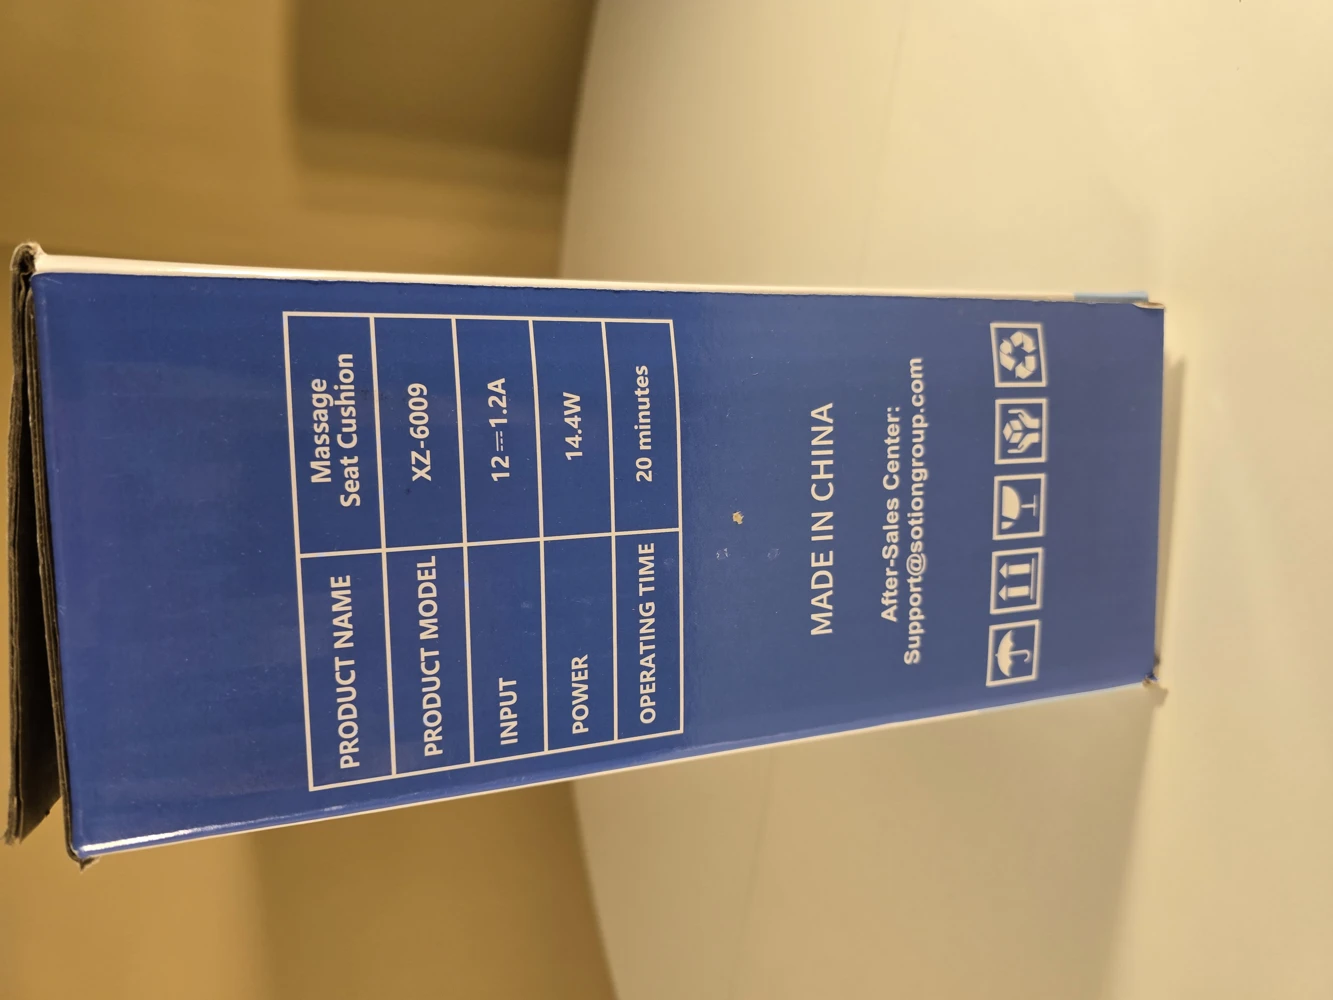 PRODUCT NAME Massage
Seat Cushion
PRODUCT MODEL XZ-6009
INPUT 12⎓1.2A
POWER 14.4W
OPERATING TIME 20 minutes
MADE IN CHINA
After-Sales Center:
Support@sotiongroup.com